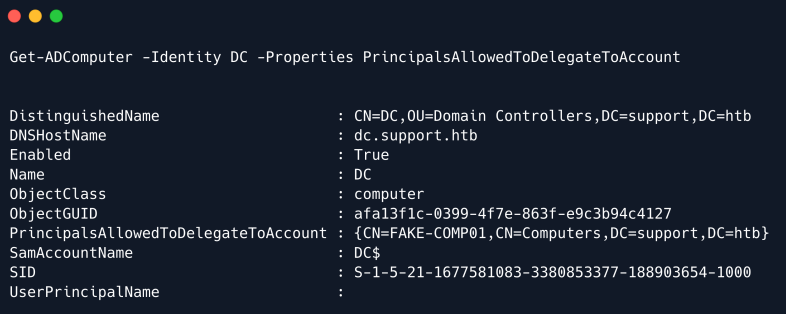 Get-ADComputer -Identity DC -Properties PrincipalsAllowedToDelegateToAccount
DistinguishedName : CN=DC,OU=Domain Controllers,DC=support,DC=htb
DNSHostName : dc.support.htb
Enabled : True
Name : DC
ObjectClass : computer
ObjectGUID : afa13f1c-0399-4f7e-863f-e9c3b94c4127
PrincipalsAllowedToDelegateToAccount : {CN=FAKE-COMP01,CN=Computers,DC=support,DC=htb}
SamAccountName : DC$
SID : S-1-5-21-1677581083-3380853377-188903654-1000
UserPrincipalName :